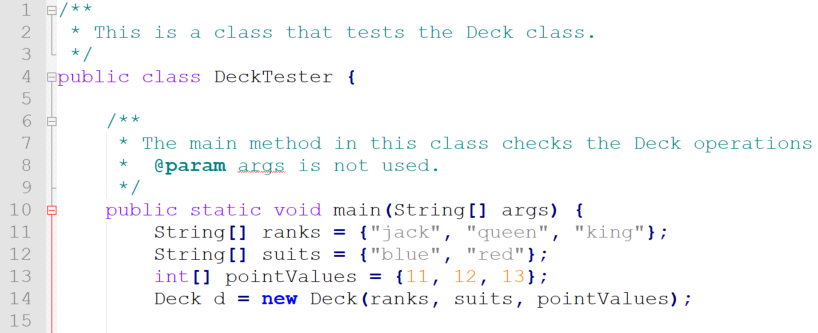 1 /**
2  * This is a class that tests the Deck class.
3  */
4 public class DeckTester {
5
6     /**
7      * The main method in this class checks the Deck operations
8      *  @param args is not used.
9      */
10     public static void main(String[] args) {
11         String[] ranks = {"jack", "queen", "king"};
12         String[] suits = {"blue", "red"};
13         int[] pointValues = {11, 12, 13};
14         Deck d = new Deck(ranks, suits, pointValues);
15